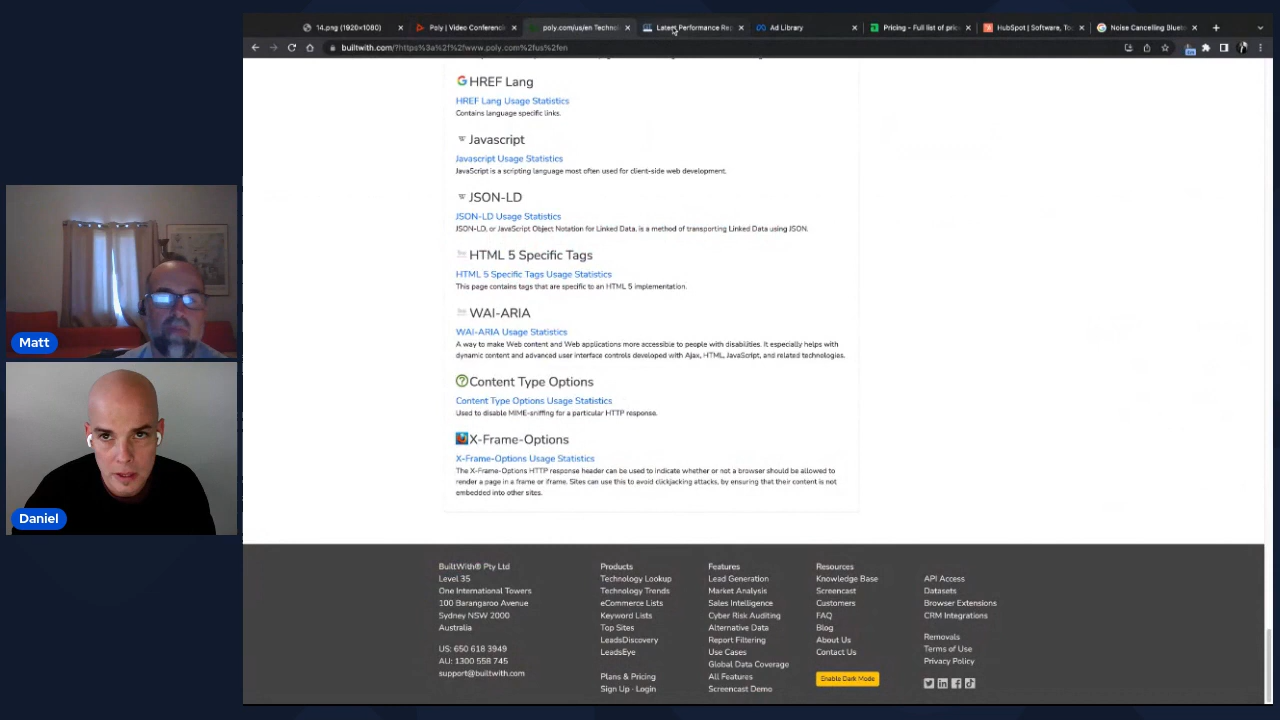 14.png (1920×1080)
Poly | Video Conferenci
poly.com/us/en Technol
Latest Performance Rep
Ad Library
Pricing - Full list of pric
HubSpot | Software, Too
Noise Cancelling Blueto
builtwith.com/?https%3a%2f%2fwww.poly.com%2fus%2fen
HREF Lang
HREF Lang Usage Statistics
Contains language specific links.
Javascript
Javascript Usage Statistics
JavaScript is a scripting language most often used for client-side web development.
JSON-LD
JSON-LD Usage Statistics
JSON-LD, or JavaScript Object Notation for Linked Data, is a method of transporting Linked Data using JSON.
HTML 5 Specific Tags
HTML 5 Specific Tags Usage Statistics
This page contains tags that are specific to an HTML 5 implementation.
WAI-ARIA
WAI-ARIA Usage Statistics
A way to make Web content and Web applications more accessible to people with disabilities. It especially helps with
dynamic content and advanced user interface controls developed with Ajax, HTML, JavaScript, and related technologies.
Content Type Options
Content Type Options Usage Statistics
Used to disable MIME-sniffing for a particular HTTP response.
X-Frame-Options
X-Frame-Options Usage Statistics
The X-Frame-Options HTTP response header can be used to indicate whether or not a browser should be allowed to
render a page in a frame or iframe. Sites can use this to avoid clickjacking attacks, by ensuring that their content is not
embedded into other sites.
Matt
Daniel
BuiltWith® Pty Ltd
Level 35
One International Towers
100 Barangaroo Avenue
Sydney NSW 2000
Australia
US: 650 618 3949
AU: 1300 558 745
support@builtwith.com
Products
Technology Lookup
Technology Trends
eCommerce Lists
Keyword Lists
Top Sites
LeadsDiscovery
LeadsEye
Plans & Pricing
Sign Up · Login
Features
Lead Generation
Market Analysis
Sales Intelligence
Cyber Risk Auditing
Alternative Data
Report Filtering
Use Cases
Global Data Coverage
All Features
Screencast Demo
Resources
Knowledge Base
Screencast
Customers
FAQ
Blog
About Us
Contact Us
Enable Dark Mode
API Access
Datasets
Browser Extensions
CRM Integrations
Removals
Terms of Use
Privacy Policy